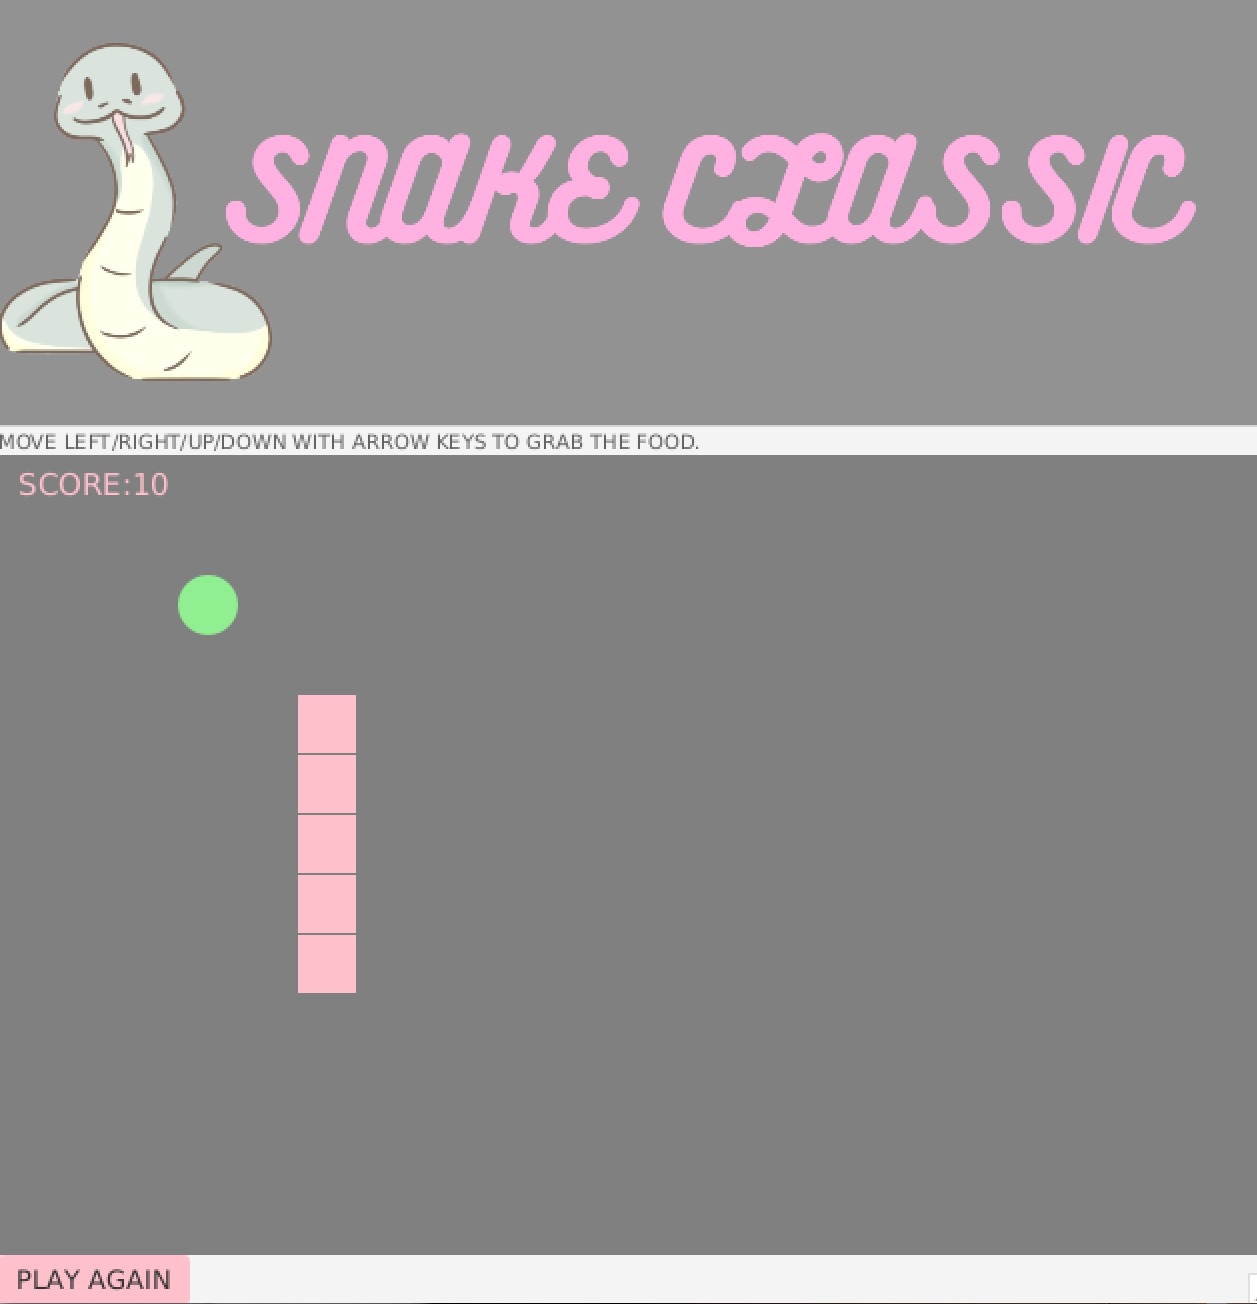 SNAKE CLASSIC
MOVE LEFT/RIGHT/UP/DOWN WITH ARROW KEYS TO GRAB THE FOOD.
SCORE:10
PLAY AGAIN